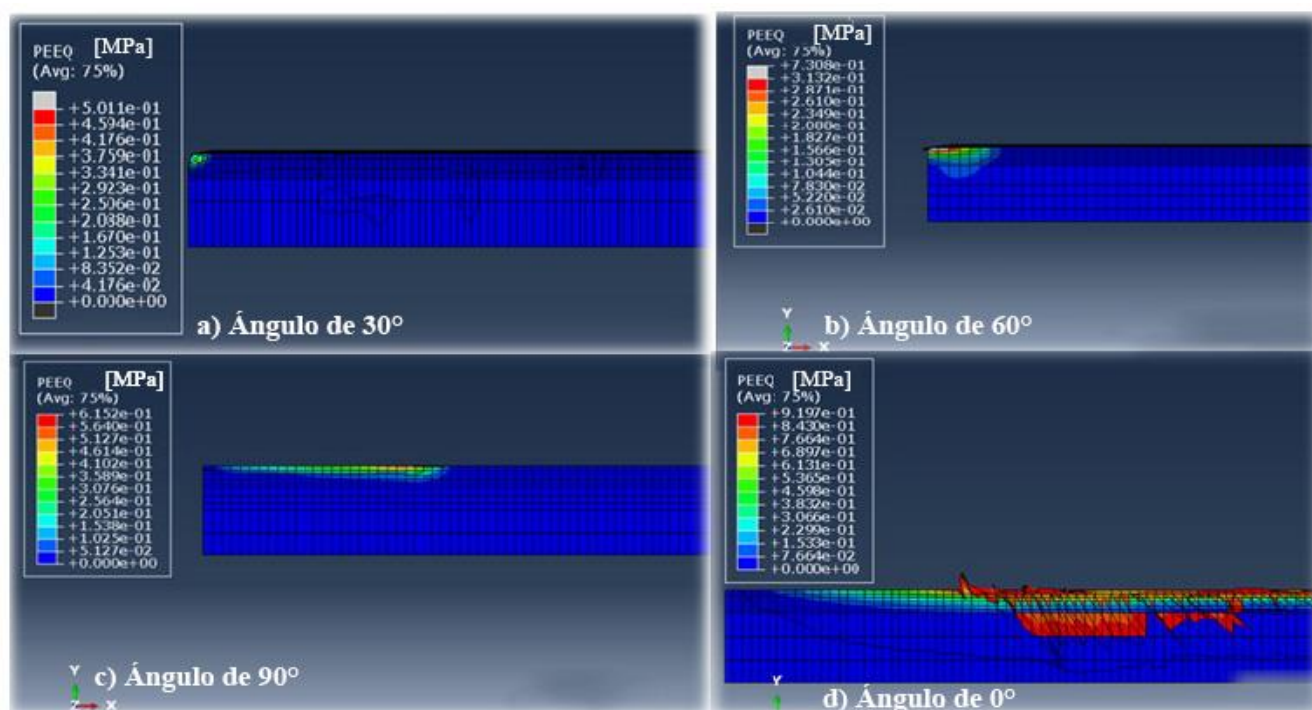 PEEQ [MPa]
(Avg: 75%)
+5.011e-01
+4.594e-01
+4.176e-01
+3.759e-01
+3.341e-01
+2.923e-01
+2.506e-01
+2.088e-01
+1.670e-01
+1.253e-01
+8.352e-02
+4.176e-02
+0.000e+00
a) Ángulo de 30°
PEEQ [MPa]
(Avg: 75%)
+7.308e-01
+3.132e-01
+2.871e-01
+2.610e-01
+2.349e-01
+2.000e-01
+1.827e-01
+1.566e-01
+1.305e-01
+1.044e-01
+7.830e-02
+5.220e-02
+2.610e-02
+0.000e+00
Y
Z X
b) Ángulo de 60°
PEEQ [MPa]
(Avg: 75%)
+6.152e-01
+5.640e-01
+5.127e-01
+4.614e-01
+4.102e-01
+3.589e-01
+3.076e-01
+2.564e-01
+2.051e-01
+1.538e-01
+1.025e-01
+5.127e-02
+0.000e+00
Y
Z X
c) Ángulo de 90°
PEEQ [MPa]
(Avg: 75%)
+9.197e-01
+8.430e-01
+7.664e-01
+6.897e-01
+6.131e-01
+5.365e-01
+4.598e-01
+3.832e-01
+3.066e-01
+2.299e-01
+1.533e-01
+7.664e-02
+0.000e+00
Y
d) Ángulo de 0°